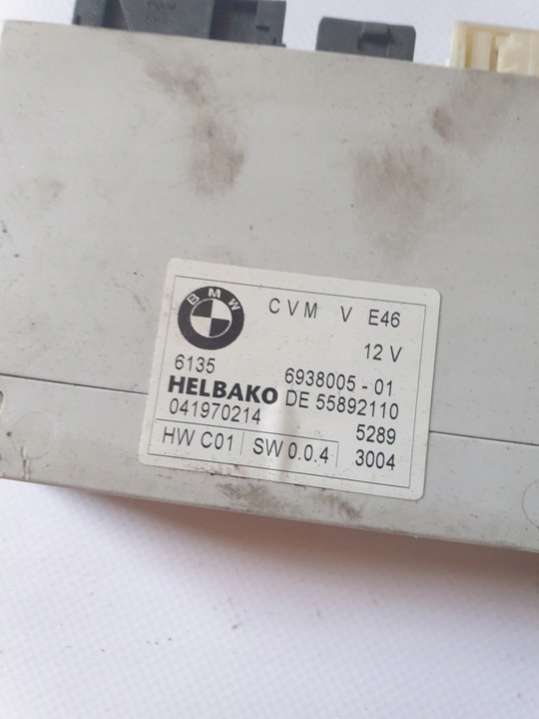 BMW
CVM V E46
12 V
6135 6938005 - 01
HELBAKO DE 55892110
041970214 5289
HW C01 SW 0.0.4 3004